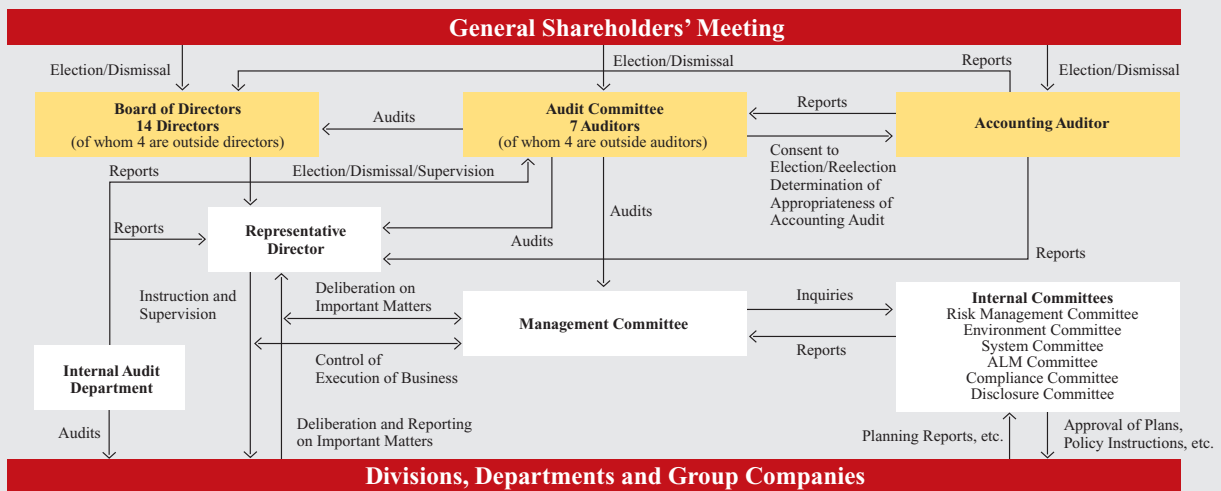 General Shareholders' Meeting
Election/Dismissal
Election/Dismissal
Reports
Election/Dismissal
Board of Directors
14 Directors
(of whom 4 are outside directors)
Audits
Audit Committee
7 Auditors
(of whom 4 are outside auditors)
Reports
Accounting Auditor
Consent to
Election/Reelection
Determination of
Appropriateness of
Accounting Audit
Reports
Election/Dismissal/Supervision
Reports
Representative
Director
Audits
Audits
Reports
Instruction and
Supervision
Deliberation on
Important Matters
Management Committee
Inquiries
Reports
Internal Committees
Risk Management Committee
Environment Committee
System Committee
ALM Committee
Compliance Committee
Disclosure Committee
Control of
Execution of Business
Internal Audit
Department
Audits
Deliberation and Reporting
on Important Matters
Planning Reports, etc.
Approval of Plans,
Policy Instructions, etc.
Divisions, Departments and Group Companies